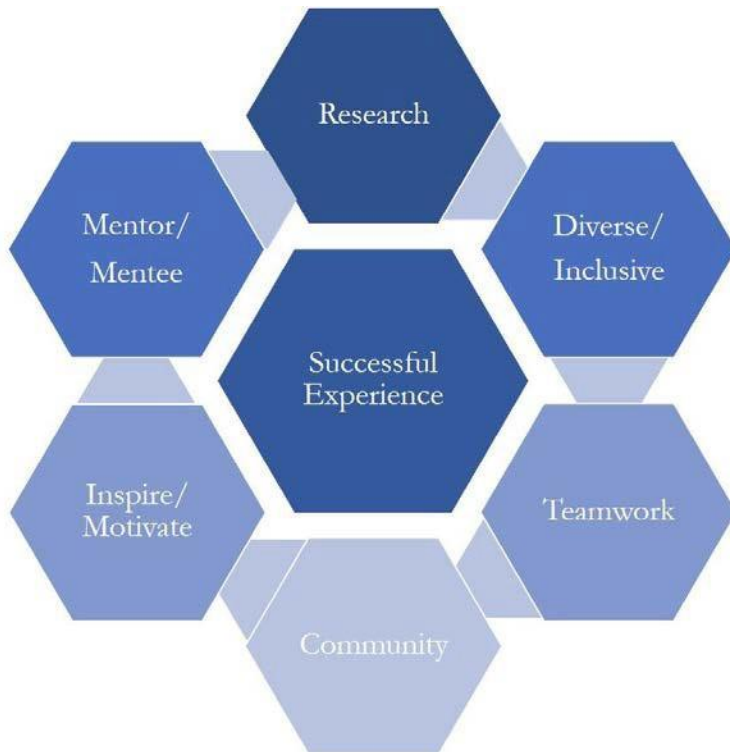 Research
Mentor/
Mentee
Diverse/
Inclusive
Successful
Experience
Inspire/
Motivate
Teamwork
Community